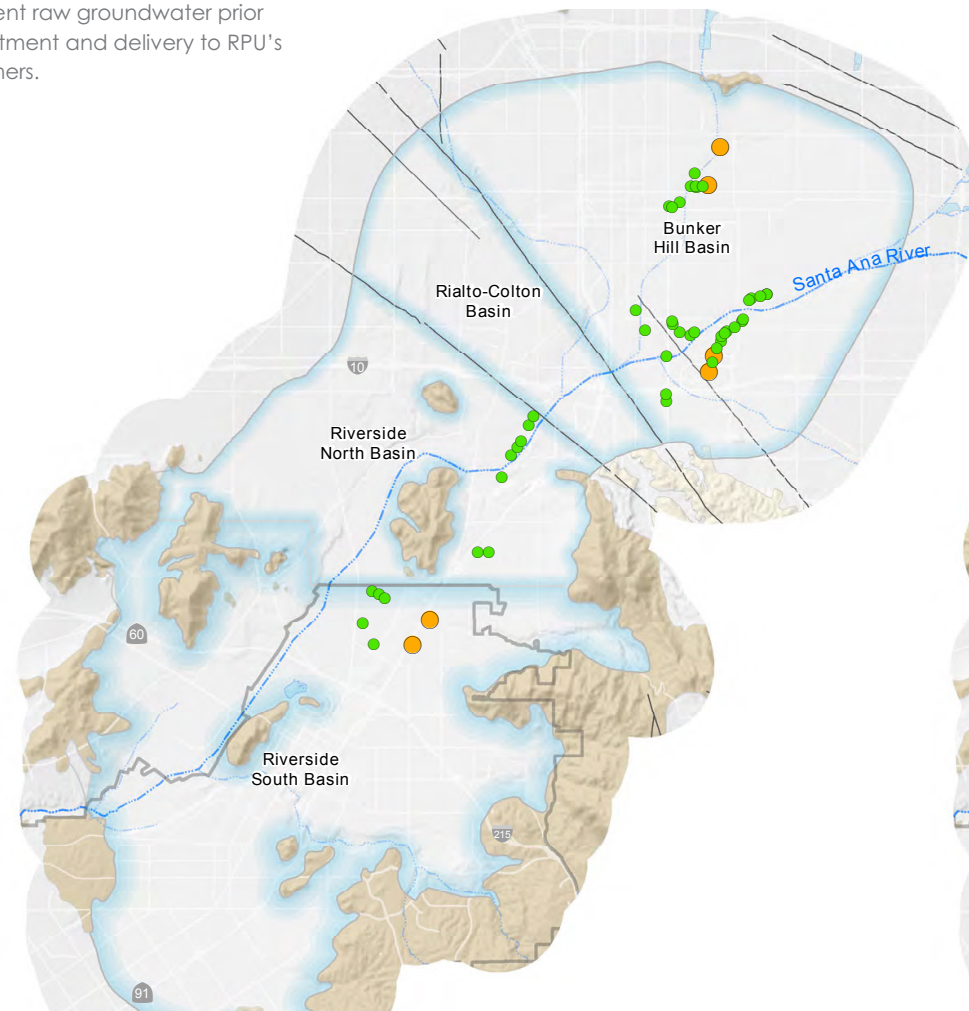 ent raw groundwater prior
tment and delivery to RPU's
ners.
Bunker
Hill Basin
Santa Ana River
Rialto-Colton
Basin
10
Riverside
North Basin
60
Riverside
South Basin
215
91